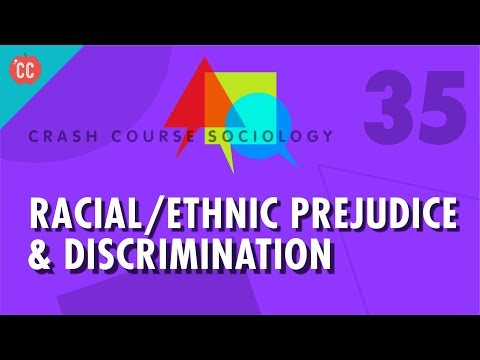 CC
35
CRASH COURSE SOCIOLOGY
RACIAL/ETHNIC PREJUDICE
& DISCRIMINATION